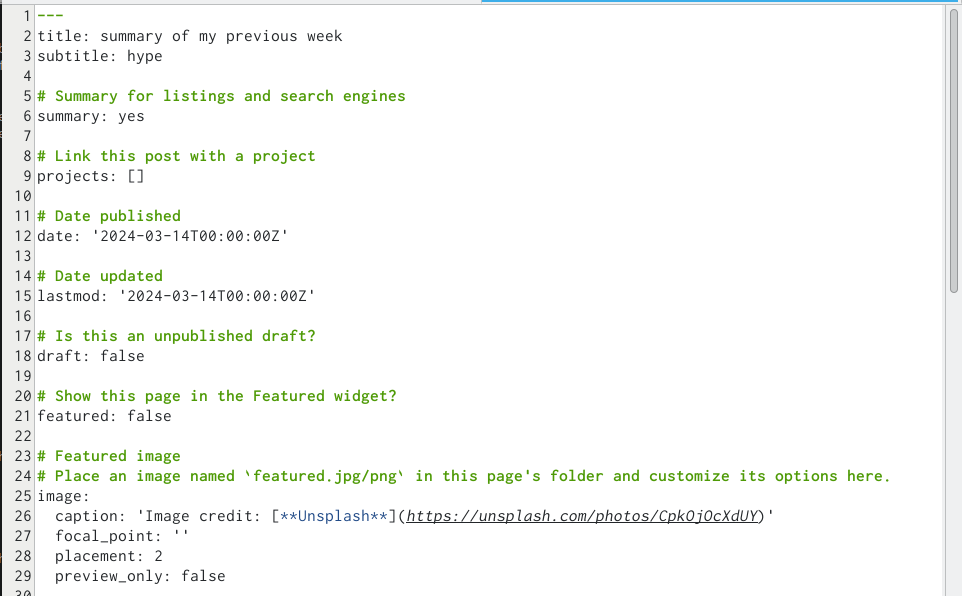 1 ---
2 title: summary of my previous week
3 subtitle: hype
4
5 # Summary for listings and search engines
6 summary: yes
7
8 # Link this post with a project
9 projects: []
10
11 # Date published
12 date: '2024-03-14T00:00:00Z'
13
14 # Date updated
15 lastmod: '2024-03-14T00:00:00Z'
16
17 # Is this an unpublished draft?
18 draft: false
19
20 # Show this page in the Featured widget?
21 featured: false
22
23 # Featured image
24 # Place an image named `featured.jpg/png` in this page's folder and customize its options here.
25 image:
26   caption: 'Image credit: [**Unsplash**](https://unsplash.com/photos/CpkOjOcXdUY)'
27   focal_point: ''
28   placement: 2
29   preview_only: false
30